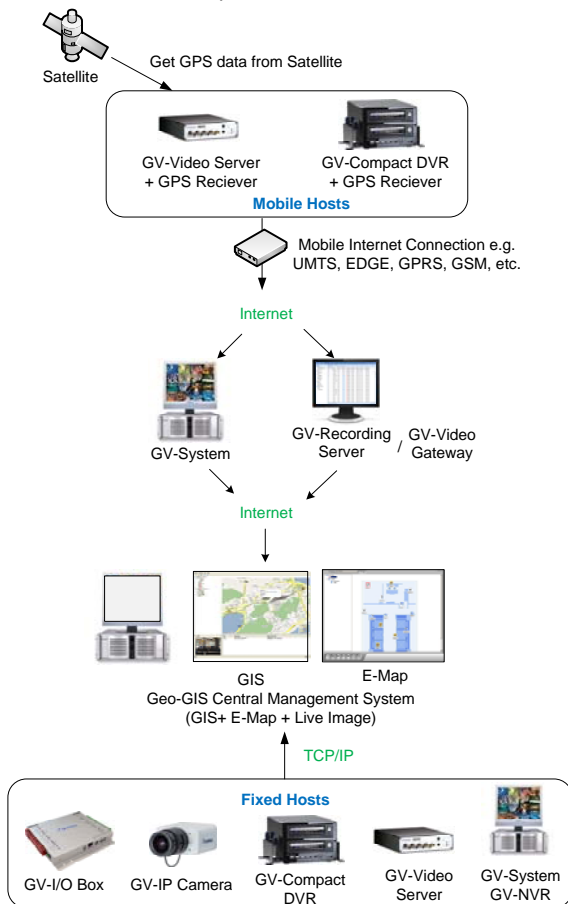 Satellite
Get GPS data from Satellite
GV-Video Server
+ GPS Reciever
GV-Compact DVR
+ GPS Reciever
Mobile Hosts
Mobile Internet Connection e.g.
UMTS, EDGE, GPRS, GSM, etc.
Internet
GV-System
GV-Recording
Server
/ GV-Video
Gateway
Internet
GIS
E-Map
Geo-GIS Central Management System
(GIS+ E-Map + Live Image)
TCP/IP
Fixed Hosts
GV-I/O Box
GV-IP Camera
GV-Compact
DVR
GV-Video
Server
GV-System
GV-NVR